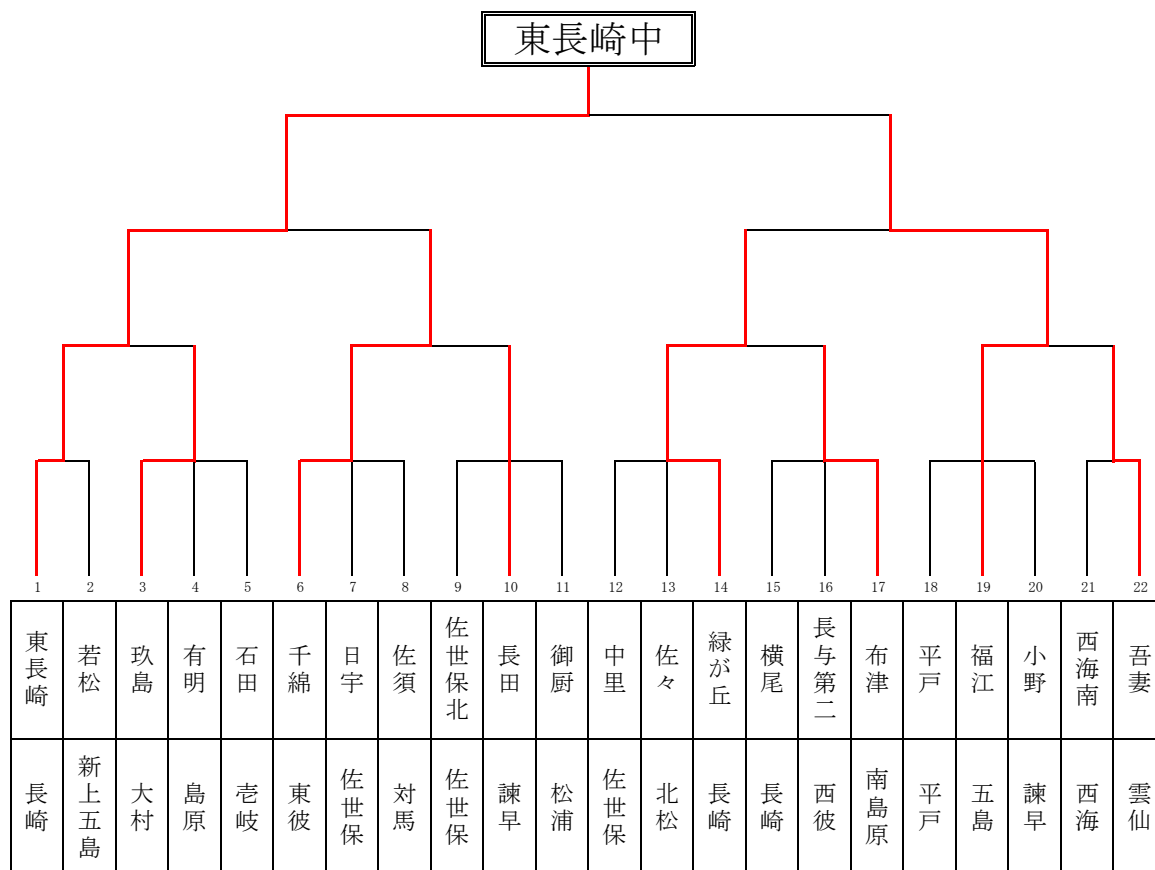 東長崎中
1 2 3 4 5 6 7 8 9 10 11 12 13 14 15 16 17 18 19 20 21 22
東長崎 若松 玖島 有明 石田 千綿 日宇 佐須 佐世保北 長田 御厨 中里 佐々 緑が丘 横尾 長与第二 布津 平戸 福江 小野 西海南 吾妻
長崎 新上五島 大村 島原 壱岐 東彼 佐世保 対馬 佐世保 諫早 松浦 佐世保 北松 長崎 長崎 西彼 南島原 平戸 五島 諫早 西海 雲仙